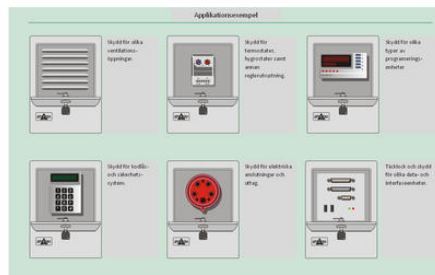 Applikationsexempel
Skydd för olika
ventilations-
öppningar.
Skydd för
termostater,
hygrostater samt
annan
reglerutrustning.
Skydd för olika
typer av
programerings-
enheter
Skydd för kodlås-
och säkerhets-
system.
Skydd för elektriska
anslutningar och
uttag.
Täcklock och skydd
för olika data- och
interfaceenheter.